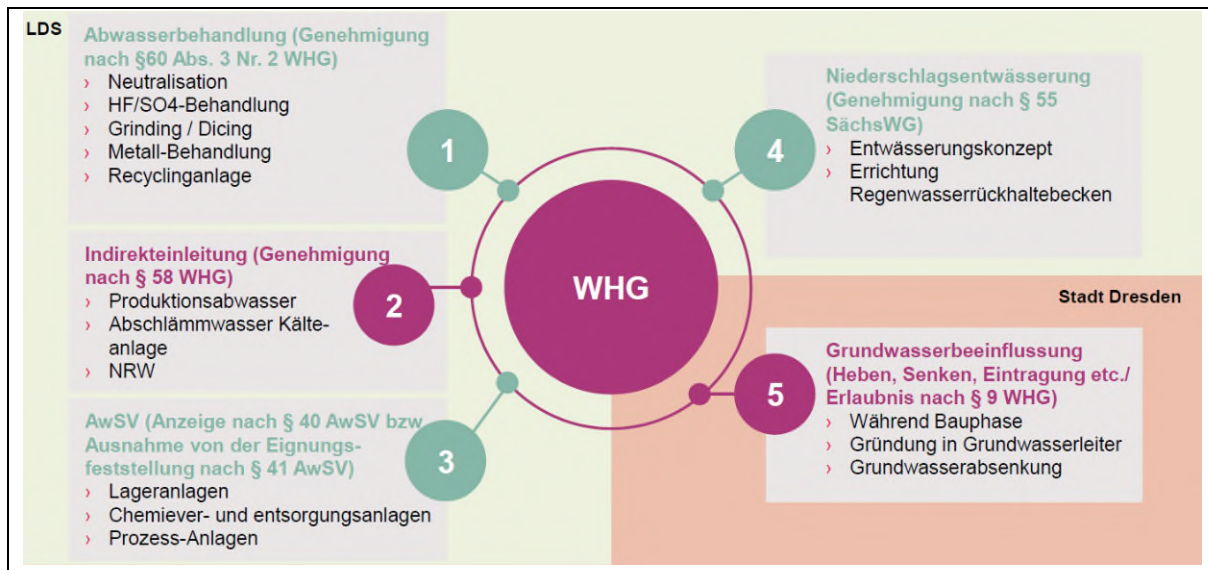 LDS
Abwasserbehandlung (Genehmigung
nach §60 Abs. 3 Nr. 2 WHG)
› Neutralisation
› HF/SO4-Behandlung
› Grinding / Dicing
› Metall-Behandlung
› Recyclinganlage
1
Indirekteinleitung (Genehmigung
nach § 58 WHG)
› Produktionsabwasser
› Abschlämmwasser Kälte-
anlage
› NRW
2
AwSV (Anzeige nach § 40 AwSV bzw
Ausnahme von der Eignungs-
feststellung nach § 41 AwSV)
› Lageranlagen
› Chemiever- und entsorgungsanlagen
› Prozess-Anlagen
3
WHG
4
Niederschlagsentwässerung
(Genehmigung nach § 55
SächsWG)
› Entwässerungskonzept
› Errichtung
Regenwasserrückhaltebecken
Stadt Dresden
5
Grundwasserbeeinflussung
(Heben, Senken, Eintragung etc./
Erlaubnis nach § 9 WHG)
› Während Bauphase
› Gründung in Grundwasserleiter
› Grundwasserabsenkung